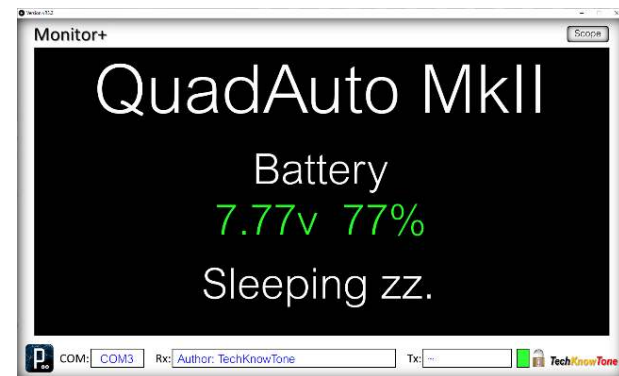 Monitor+
Scope
QuadAuto MkII
Battery
7.77v 77%
Sleeping zz.
COM: COM3 Rx: Author: TechKnowTone Tx: ~ TechKnowTone